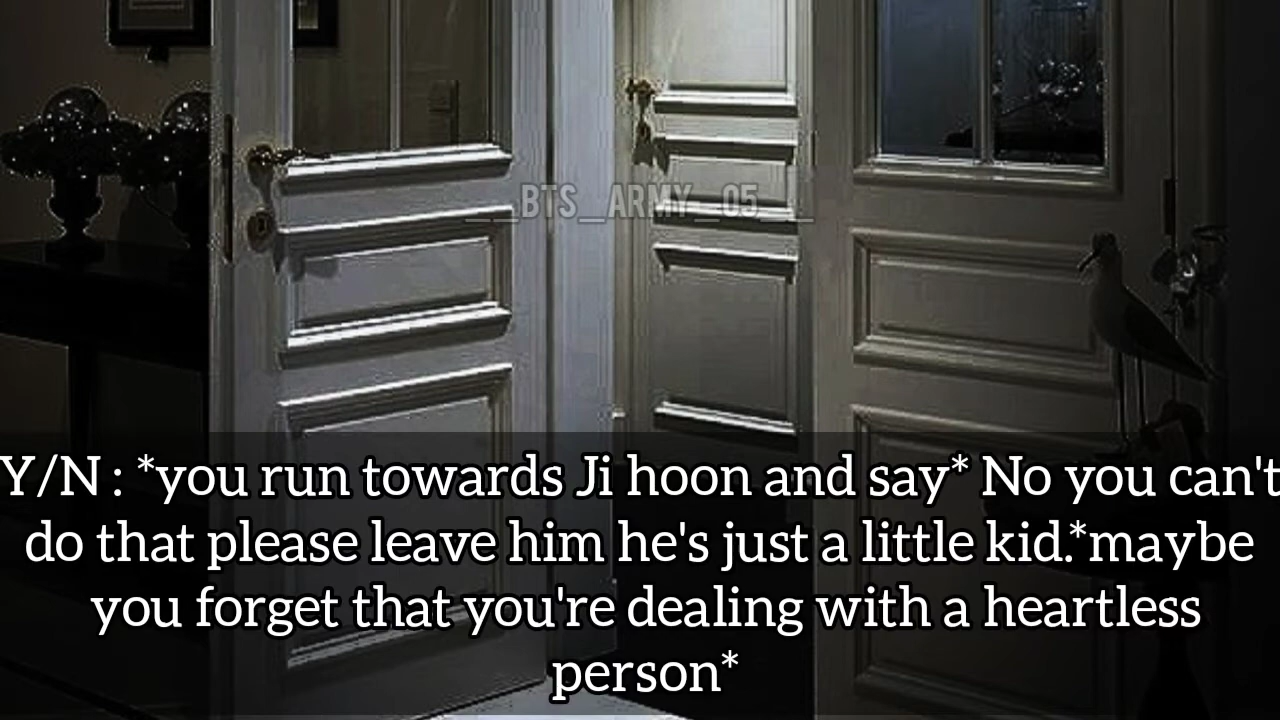 __BTS_ARMY_05__
Y/N : *you run towards Ji hoon and say* No you can't
do that please leave him he's just a little kid.*maybe
you forget that you're dealing with a heartless
person*